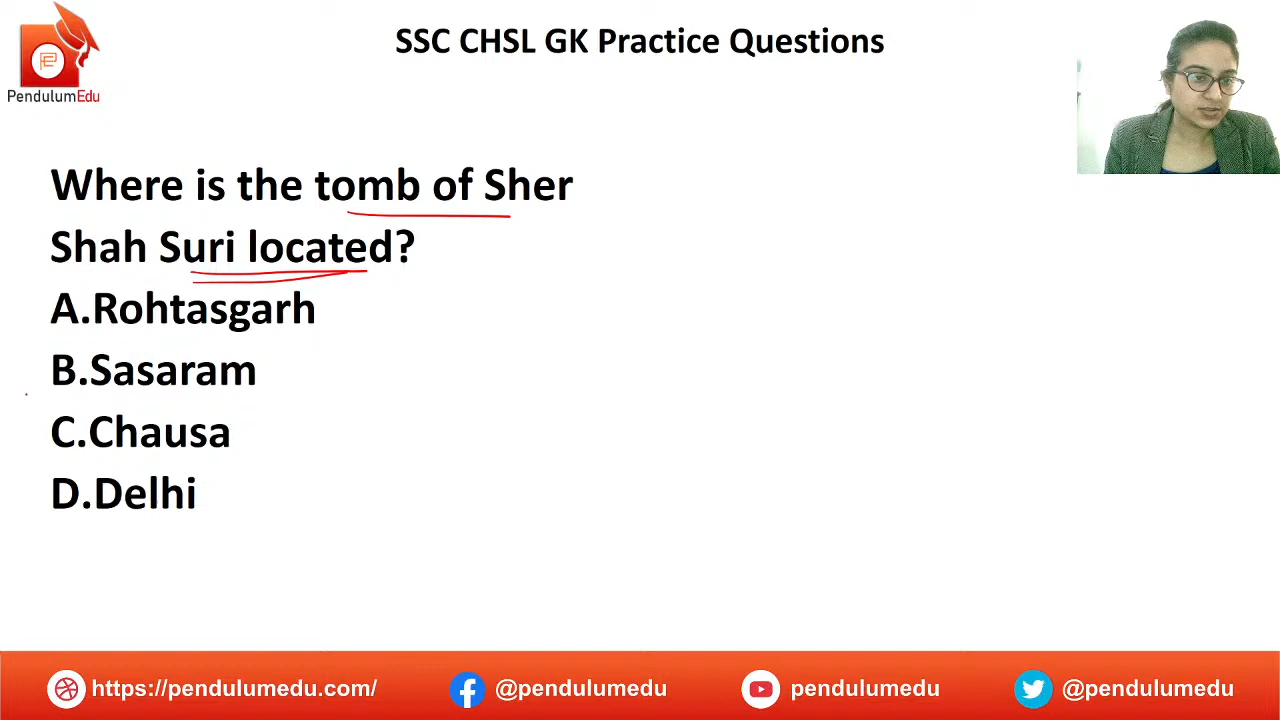 SSC CHSL GK Practice Questions
PE
PendulumEdu
Where is the tomb of Sher
Shah Suri located?
A.Rohtasgarh
B.Sasaram
C.Chausa
D.Delhi
https://pendulumedu.com/ @pendulumedu pendulumedu @pendulumedu